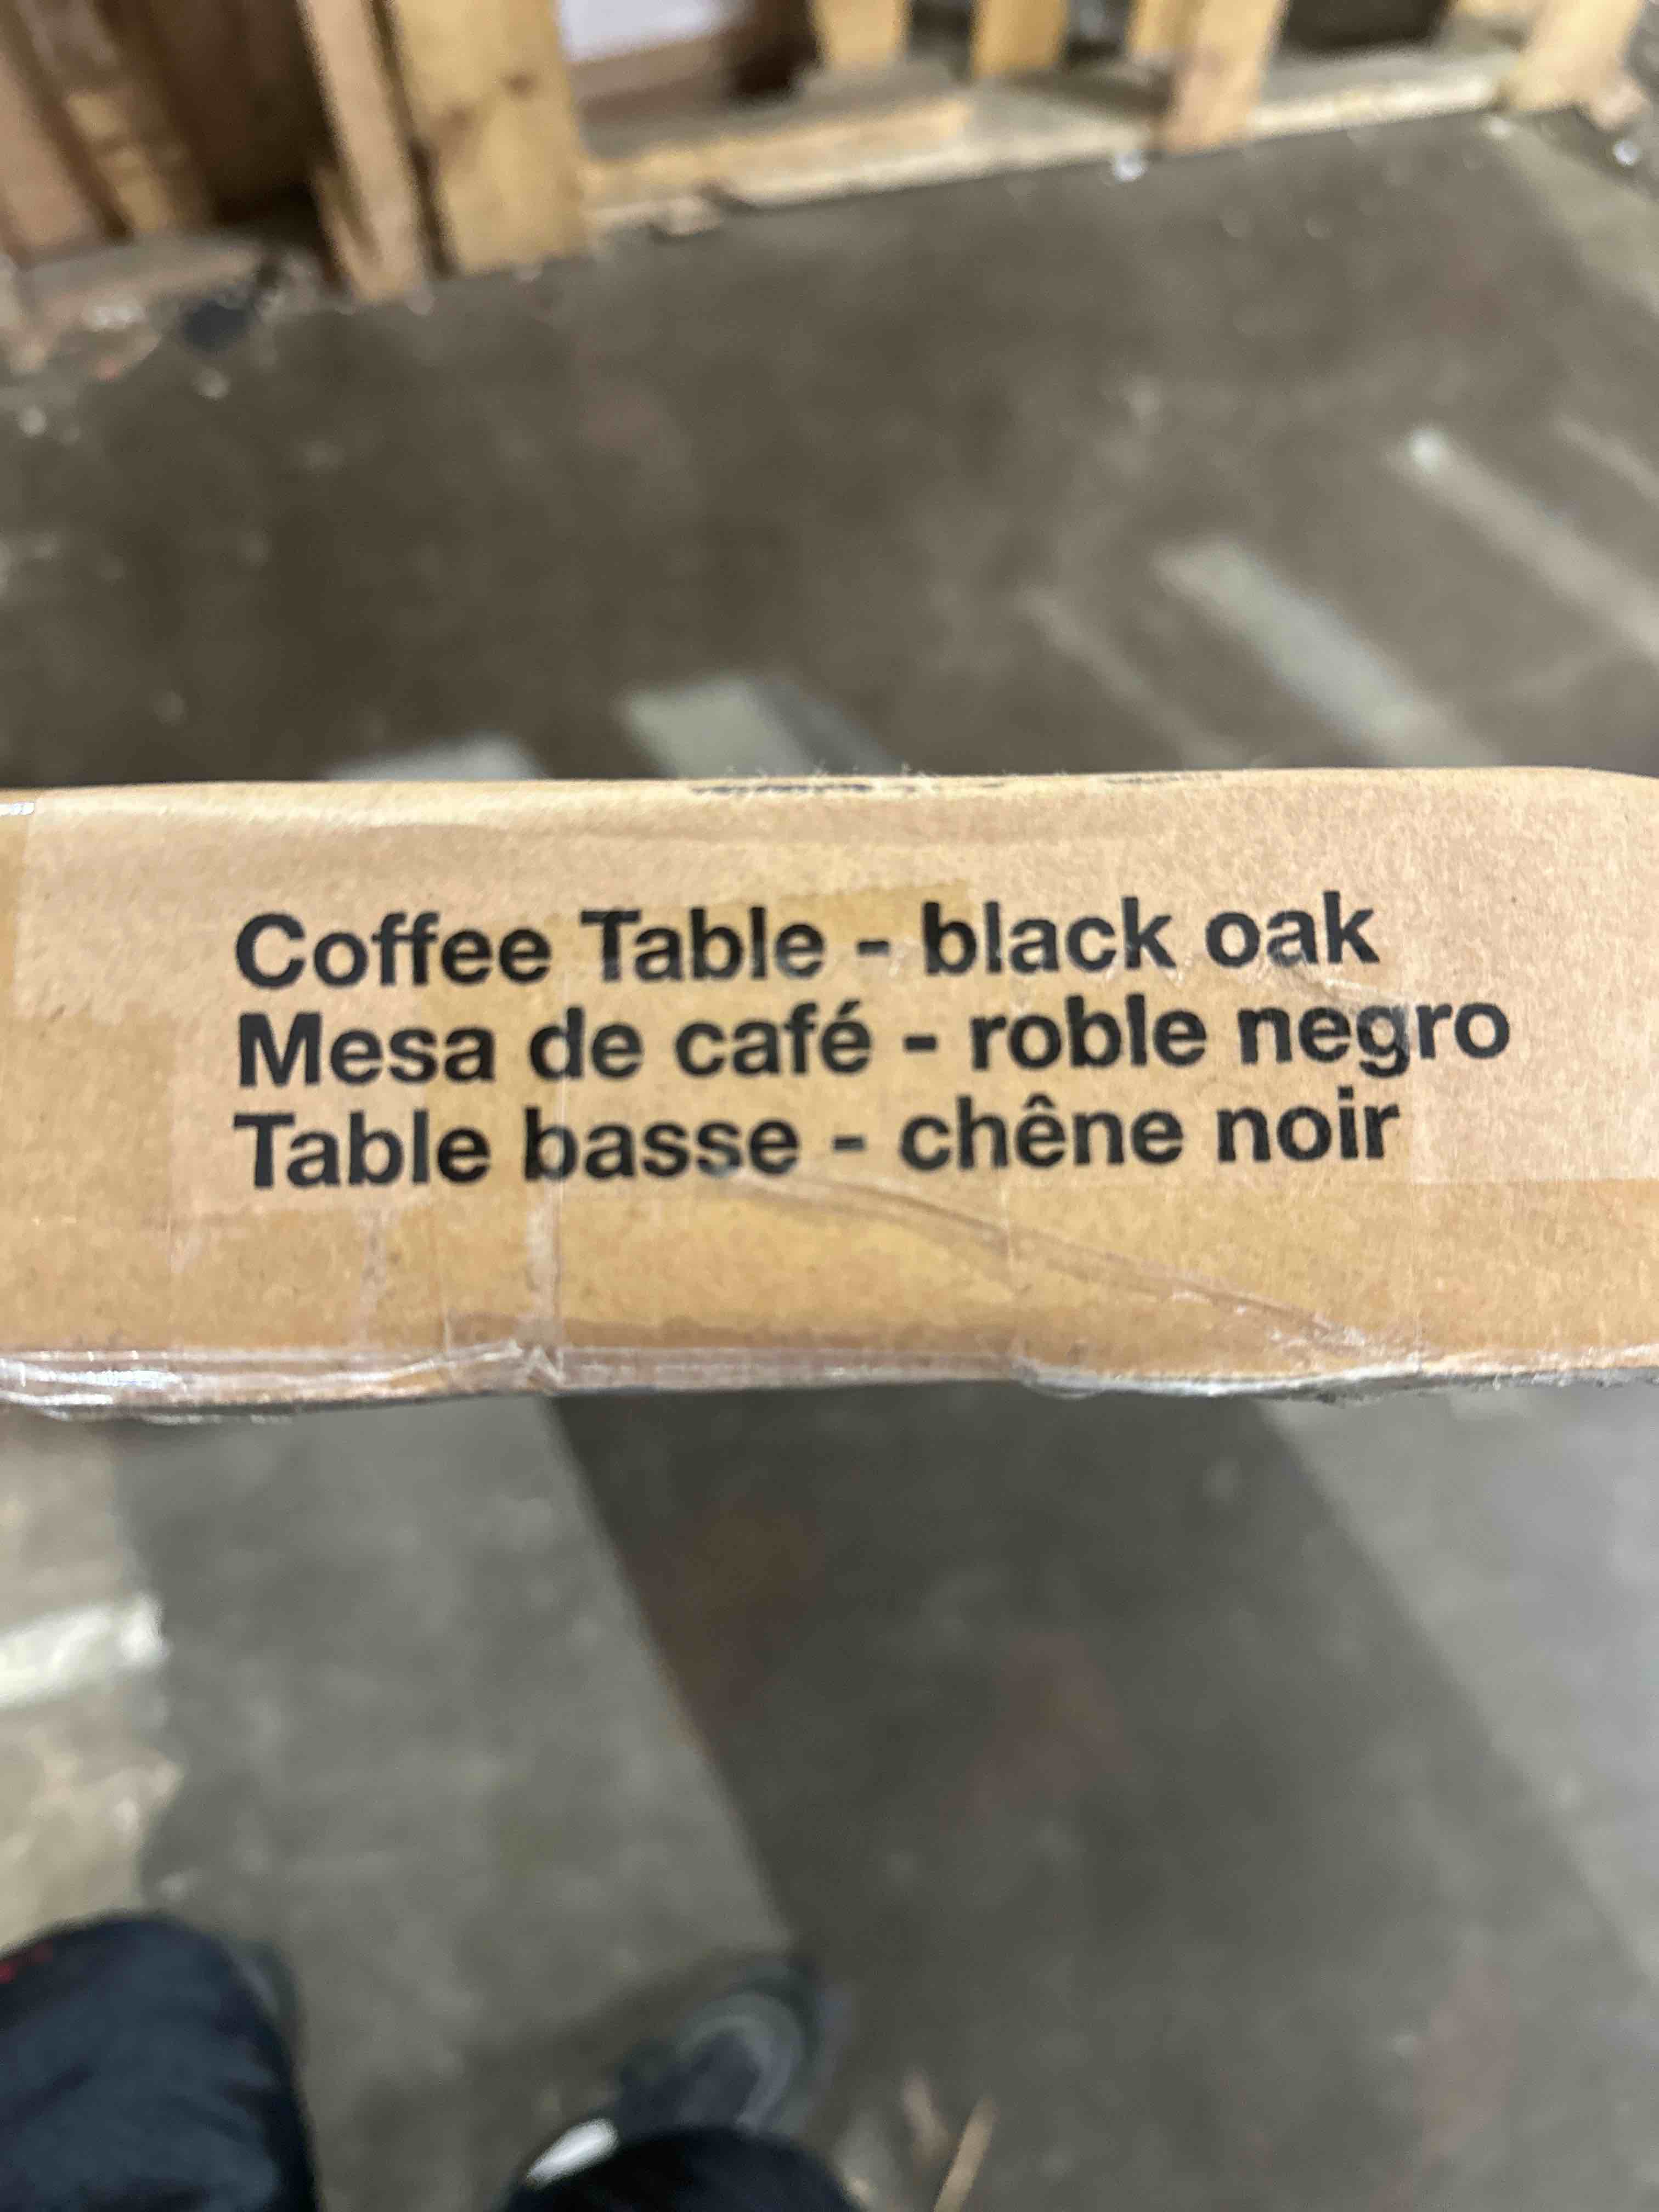 Coffee Table - black oak
Mesa de café - roble negro
Table basse - chêne noir